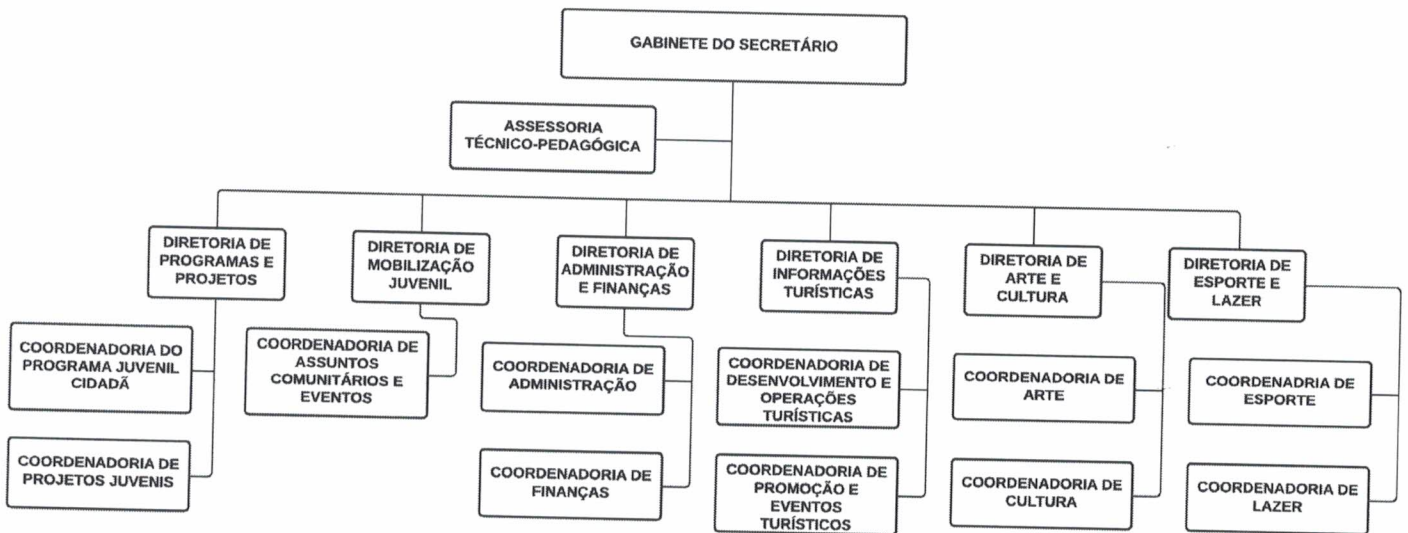 GABINETE DO SECRETÁRIO
ASSESSORIA
TÉCNICO-PEDAGÓGICA
DIRETORIA DE
PROGRAMAS E
PROJETOS
DIRETORIA DE
MOBILIZAÇÃO
JUVENIL
DIRETORIA DE
ADMINISTRAÇÃO
E FINANÇAS
DIRETORIA DE
INFORMAÇÕES
TURÍSTICAS
DIRETORIA DE
ARTE E
CULTURA
DIRETORIA DE
ESPORTE E
LAZER
COORDENADORIA DO
PROGRAMA JUVENIL
CIDADÃ
COORDENADORIA DE
ASSUNTOS
COMUNITÁRIOS E
EVENTOS
COORDENADORIA DE
ADMINISTRAÇÃO
COORDENADORIA DE
DESENVOLVIMENTO E
OPERAÇÕES
TURÍSTICAS
COORDENADORIA DE
ARTE
COORDENADRIA DE
ESPORTE
COORDENADORIA DE
PROJETOS JUVENIS
COORDENADORIA DE
FINANÇAS
COORDENADORIA DE
PROMOÇÃO E
EVENTOS
TURÍSTICOS
COORDENADORIA DE
CULTURA
COORDENADORIA DE
LAZER